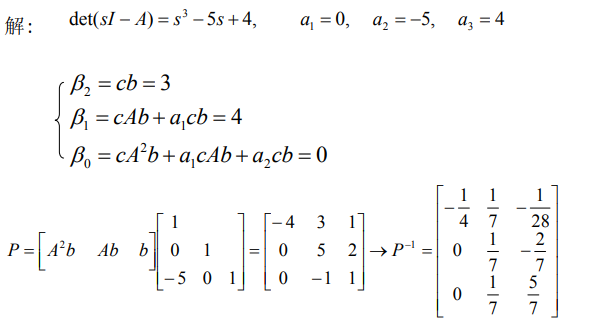 解： det(sI − A) = s³ − 5s + 4,   a₁ = 0,   a₂ = −5,   a₃ = 4
β₂ = cb = 3
β₁ = cAb + a₁cb = 4
β₀ = cA²b + a₁cAb + a₂cb = 0
P = [A²b  Ab  b] [1; 0 1; −5 0 1] = [−4 3 1; 0 5 2; 0 −1 1] → P⁻¹ = [−1/4 1/7 −1/28; 0 1/7 −2/7; 0 1/7 5/7]